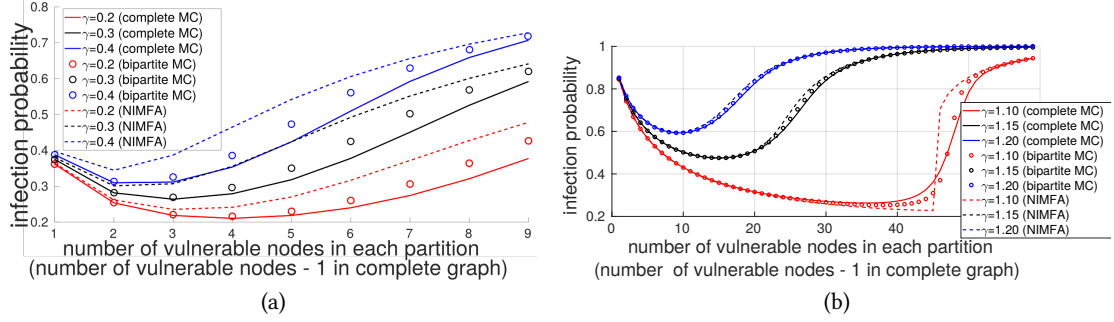 0.8
0.7
0.6
0.5
0.4
0.3
0.2
infection probability
γ=0.2 (complete MC)
γ=0.3 (complete MC)
γ=0.4 (complete MC)
γ=0.2 (bipartite MC)
γ=0.3 (bipartite MC)
γ=0.4 (bipartite MC)
γ=0.2 (NIMFA)
γ=0.3 (NIMFA)
γ=0.4 (NIMFA)
1 2 3 4 5 6 7 8 9
number of vulnerable nodes in each partition
(number of vulnerable nodes - 1 in complete graph)
(a)
1
0.8
0.6
0.4
0.2
infection probability
γ=1.10 (complete MC)
γ=1.15 (complete MC)
γ=1.20 (complete MC)
γ=1.10 (bipartite MC)
γ=1.15 (bipartite MC)
γ=1.20 (bipartite MC)
γ=1.10 (NIMFA)
γ=1.15 (NIMFA)
γ=1.20 (NIMFA)
0 10 20 30 40
number of vulnerable nodes in each partition
(number of vulnerable nodes - 1 in complete graph)
(b)